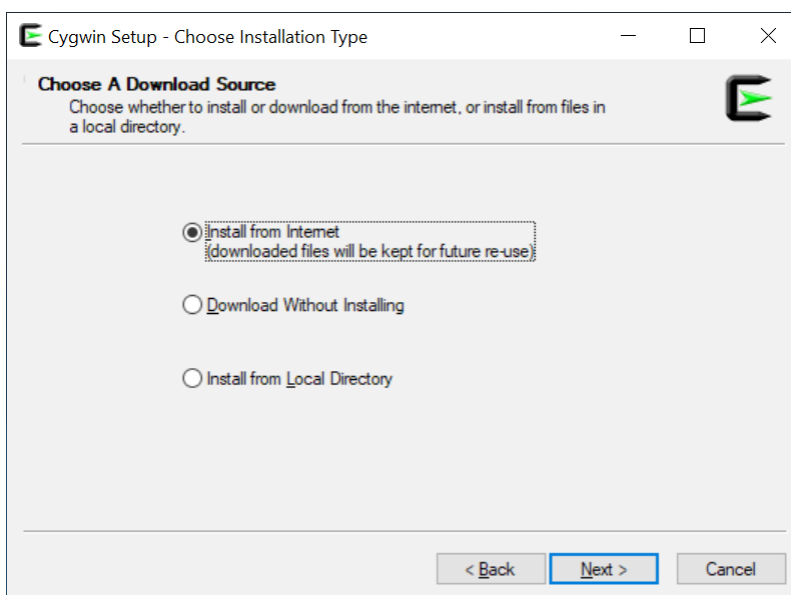 Cygwin Setup - Choose Installation Type
Choose A Download Source
Choose whether to install or download from the internet, or install from files in
a local directory.
Install from Internet
(downloaded files will be kept for future re-use)
Download Without Installing
Install from Local Directory
< Back
Next >
Cancel